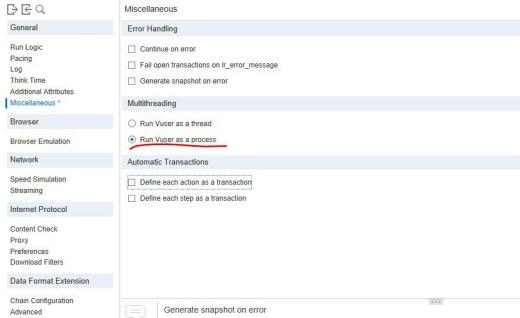 Miscellaneous
General
Run Logic
Pacing
Log
Think Time
Additional Attributes
Miscellaneous *
Browser
Browser Emulation
Network
Speed Simulation
Streaming
Internet Protocol
Content Check
Proxy
Preferences
Download Filters
Data Format Extension
Chain Configuration
Advanced
Error Handling
Continue on error
Fail open transactions on lr_error_message
Generate snapshot on error
Multithreading
Run Vuser as a thread
Run Vuser as a process
Automatic Transactions
Define each action as a transaction
Define each step as a transaction
Generate snapshot on error